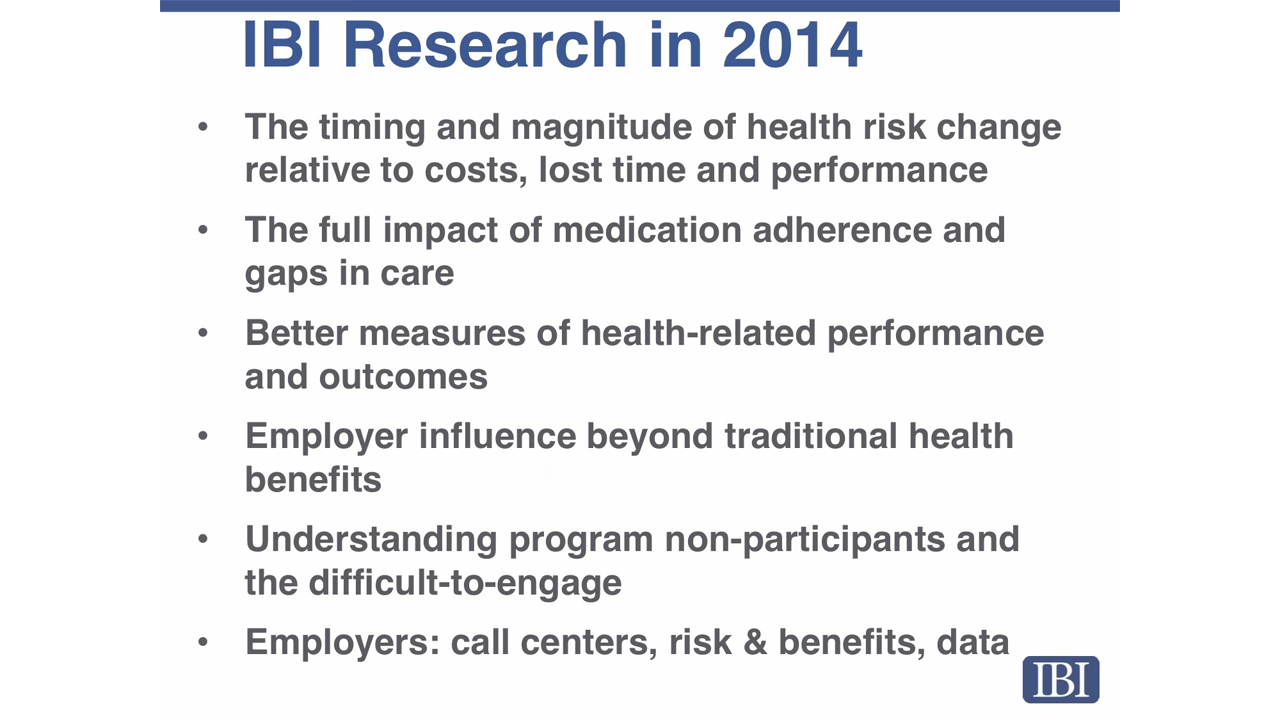 IBI Research in 2014
• The timing and magnitude of health risk change
relative to costs, lost time and performance
• The full impact of medication adherence and
gaps in care
• Better measures of health-related performance
and outcomes
• Employer influence beyond traditional health
benefits
• Understanding program non-participants and
the difficult-to-engage
• Employers: call centers, risk & benefits, data
IBI